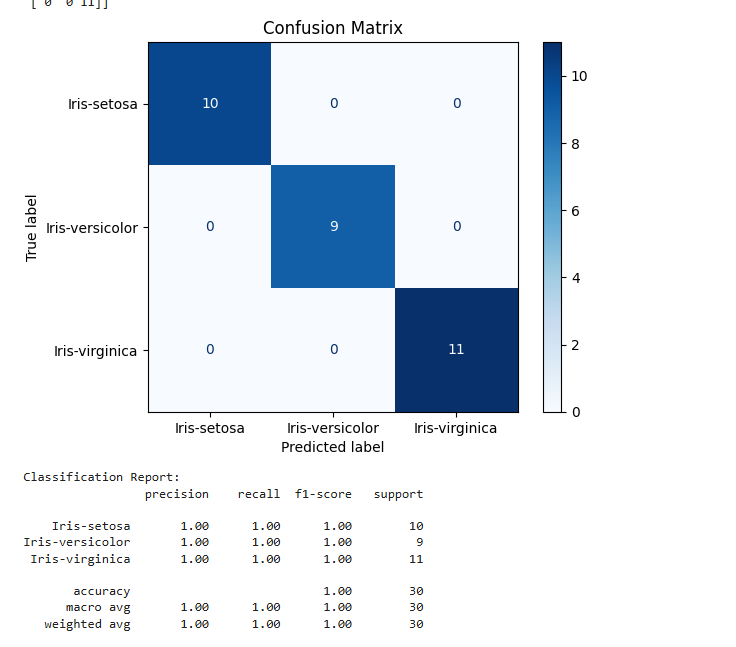 [ 0  0 11]]
Confusion Matrix
10
Iris-setosa 10 0 0
8
6
True label
Iris-versicolor 0 9 0
4
2
Iris-virginica 0 0 11
0
Iris-setosa Iris-versicolor Iris-virginica
Predicted label
Classification Report:
precision recall f1-score support
Iris-setosa 1.00 1.00 1.00 10
Iris-versicolor 1.00 1.00 1.00 9
Iris-virginica 1.00 1.00 1.00 11
accuracy 1.00 30
macro avg 1.00 1.00 1.00 30
weighted avg 1.00 1.00 1.00 30